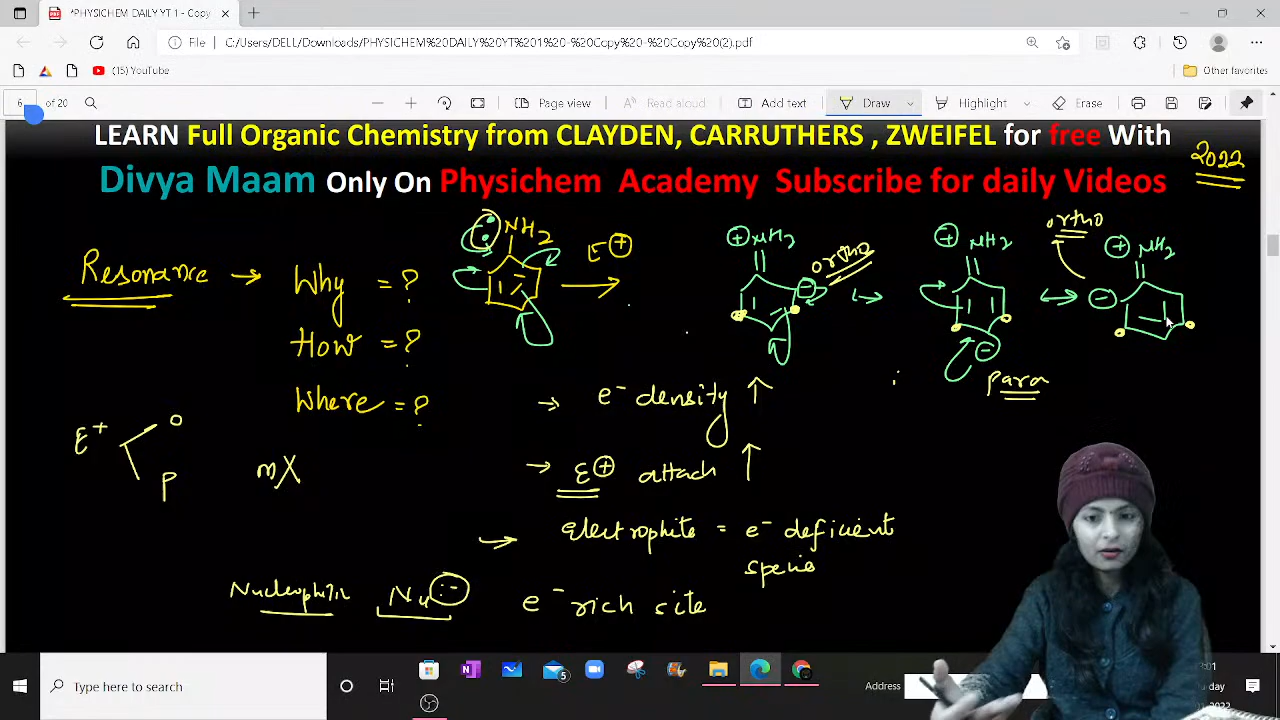 *PHYSICHEM DAILY YT 1 - Copy
File C:/Users/DELL/Downloads/PHYSICHEM%20DAILY%20YT%201%20-%20Copy%20-%20Copy%20(2).pdf
(15) YouTube
Other favorites
6 of 20
Page view
Read aloud
Add text
Draw
Highlight
Erase
LEARN Full Organic Chemistry from CLAYDEN, CARRUTHERS , ZWEIFEL for free With
2022
Divya Maam Only On Physichem Academy Subscribe for daily Videos
Resonance → Why = ?
How = ?
Where = ?
NH2
E+
+NH2
ortho
+NH2
para
ortho
+NH2
→ e- density ↑
→ E+ attach ↑
E+
o
p
m X
→ Electrophile = e- deficient
Nucleophilic Nu:- e- rich site
Type here to search
Address